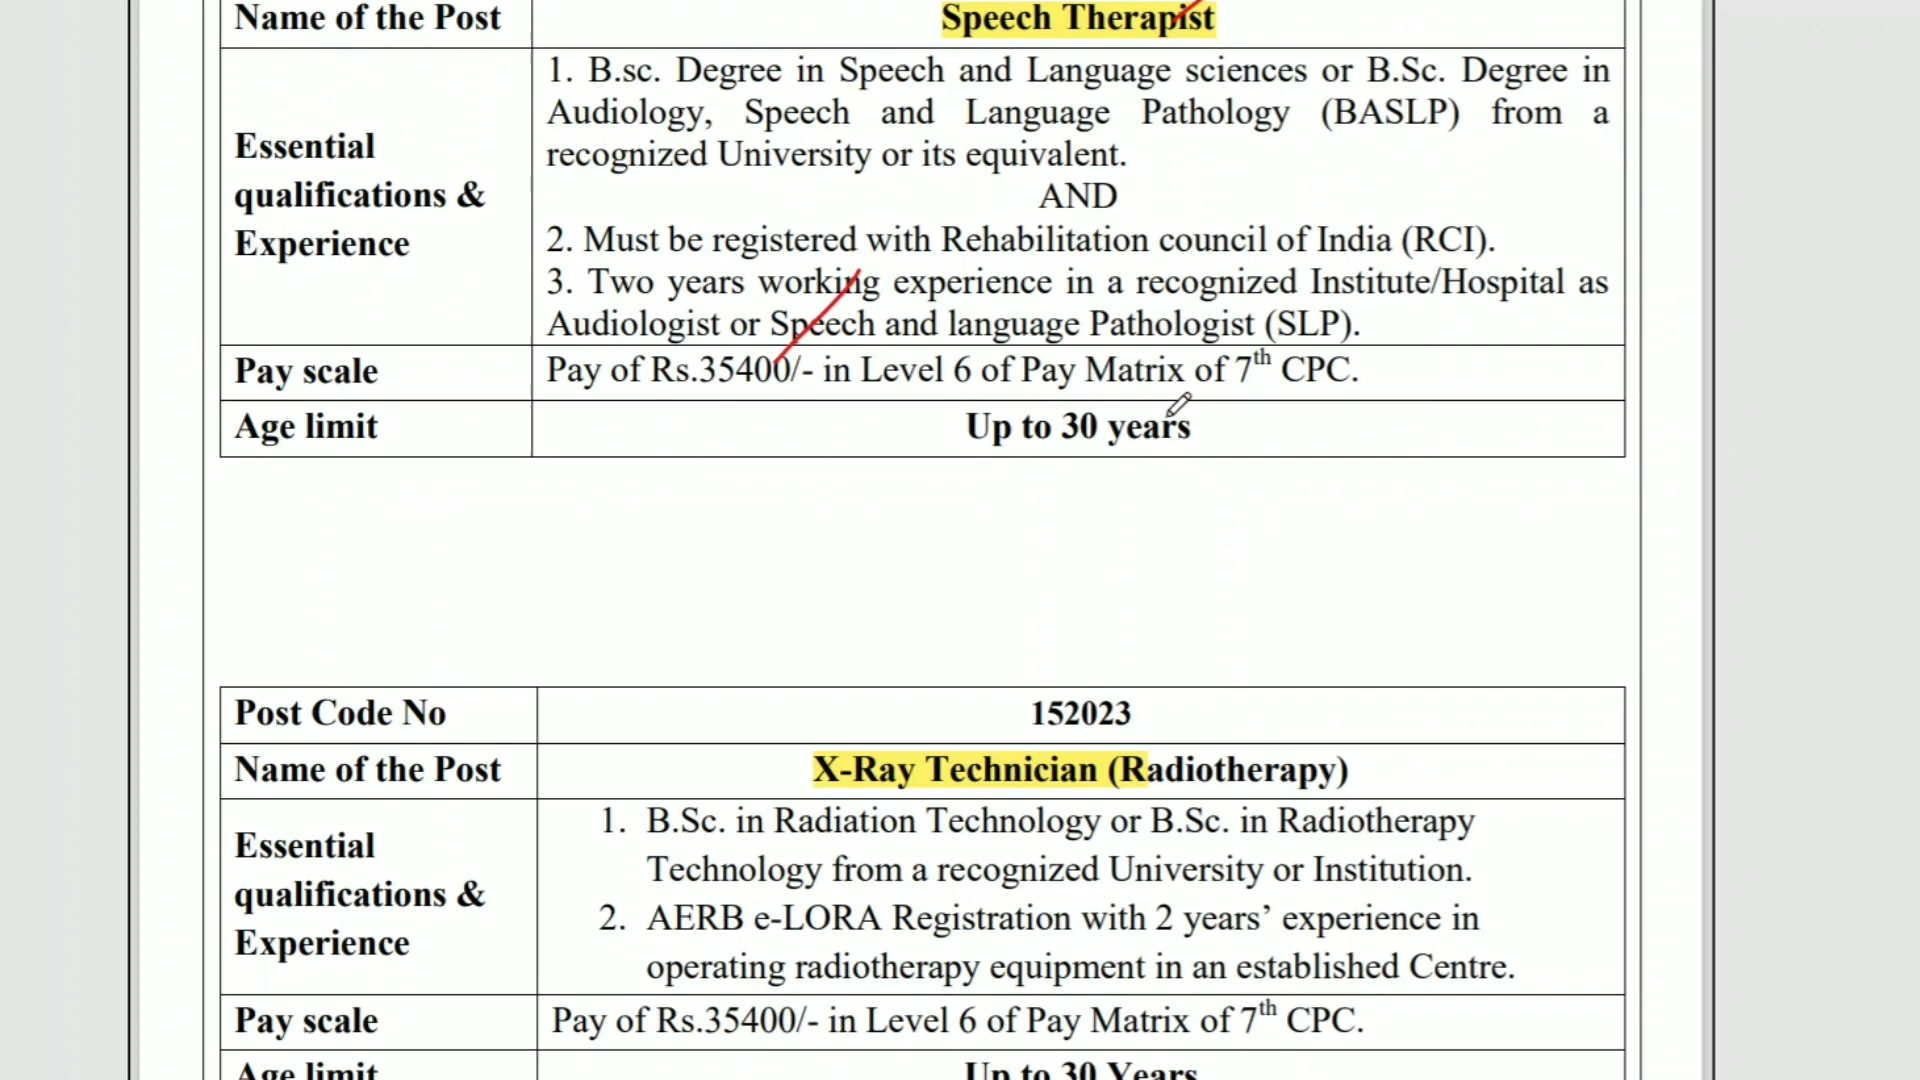 Name of the Post
Speech Therapist
Essential
qualifications &
Experience
1. B.sc. Degree in Speech and Language sciences or B.Sc. Degree in
Audiology, Speech and Language Pathology (BASLP) from a
recognized University or its equivalent.
AND
2. Must be registered with Rehabilitation council of India (RCI).
3. Two years working experience in a recognized Institute/Hospital as
Audiologist or Speech and language Pathologist (SLP).
Pay scale
Pay of Rs.35400/- in Level 6 of Pay Matrix of 7th CPC.
Age limit
Up to 30 years
Post Code No
152023
Name of the Post
X-Ray Technician (Radiotherapy)
Essential
qualifications &
Experience
1. B.Sc. in Radiation Technology or B.Sc. in Radiotherapy
Technology from a recognized University or Institution.
2. AERB e-LORA Registration with 2 years’ experience in
operating radiotherapy equipment in an established Centre.
Pay scale
Pay of Rs.35400/- in Level 6 of Pay Matrix of 7th CPC.
Age limit
Up to 30 Years